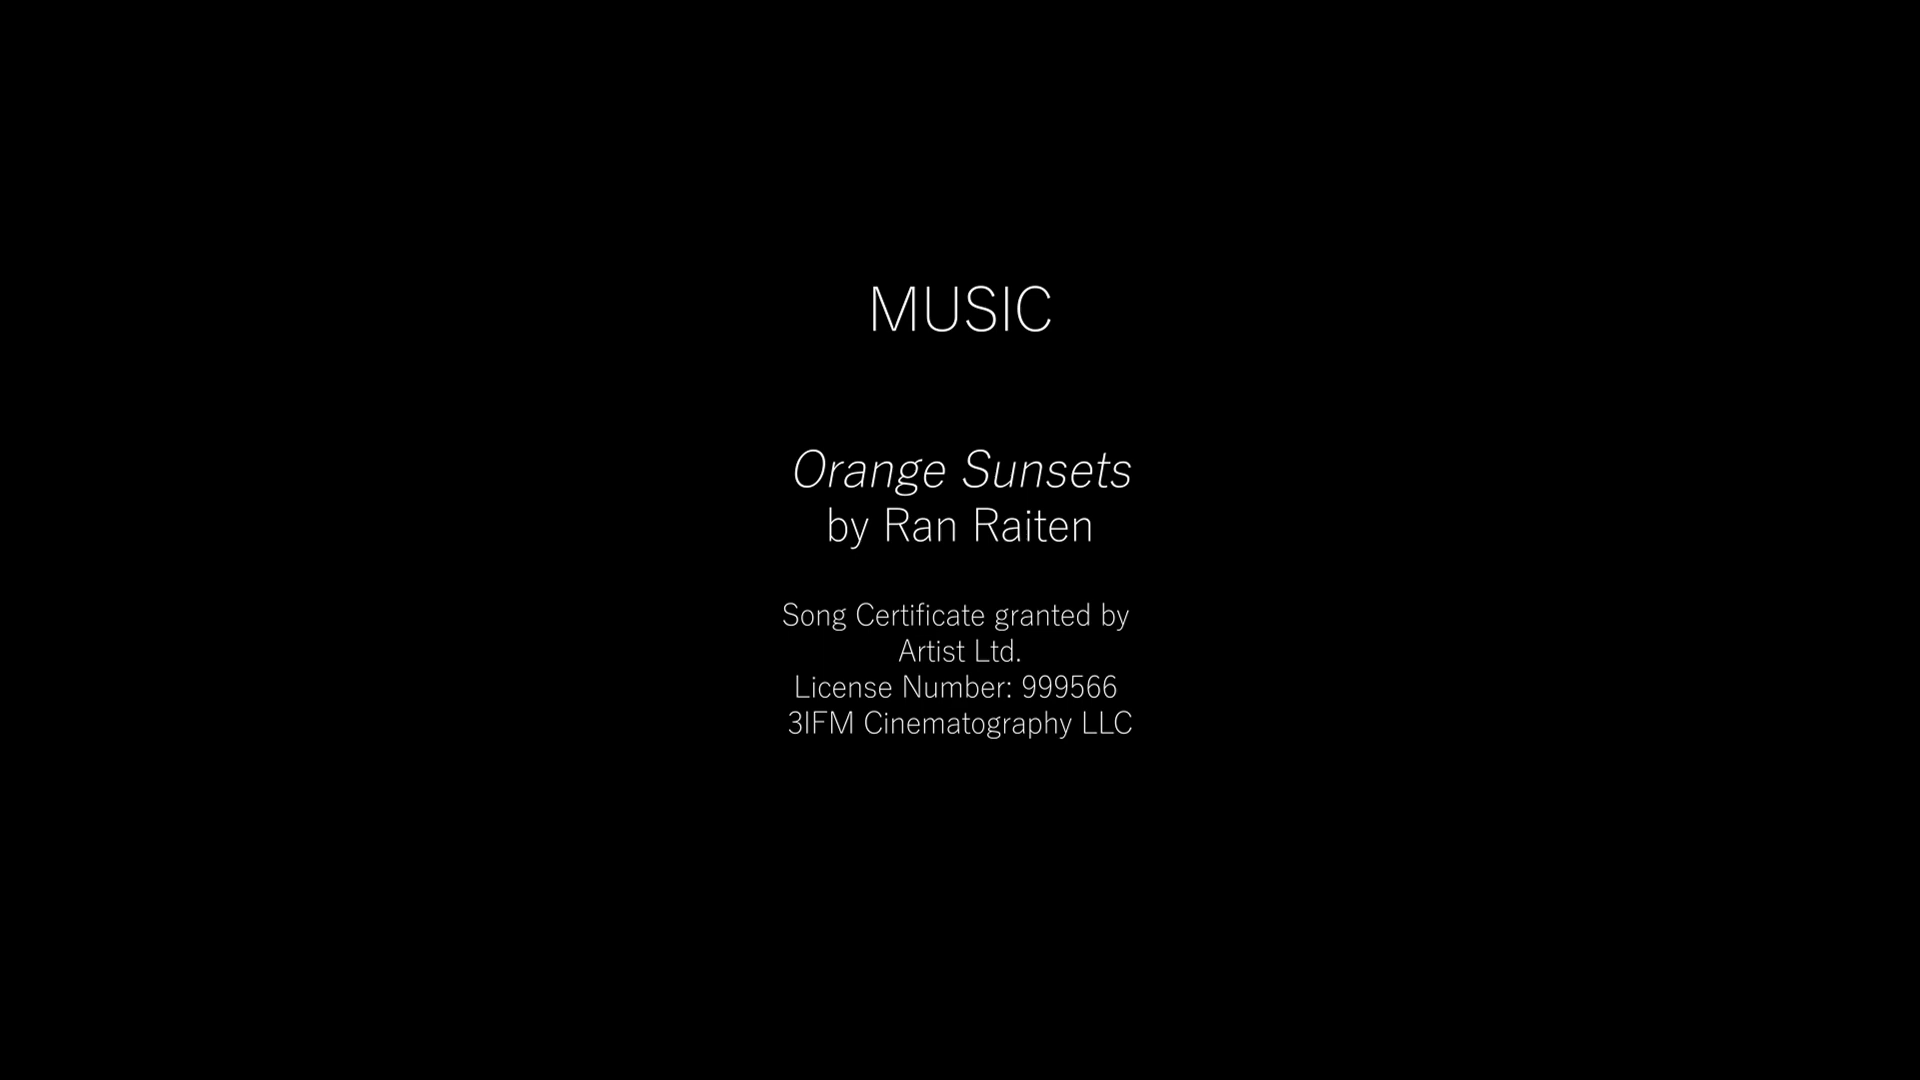 MUSIC
Orange Sunsets
by Ran Raiten
Song Certificate granted by
Artist Ltd.
License Number: 999566
3IFM Cinematography LLC